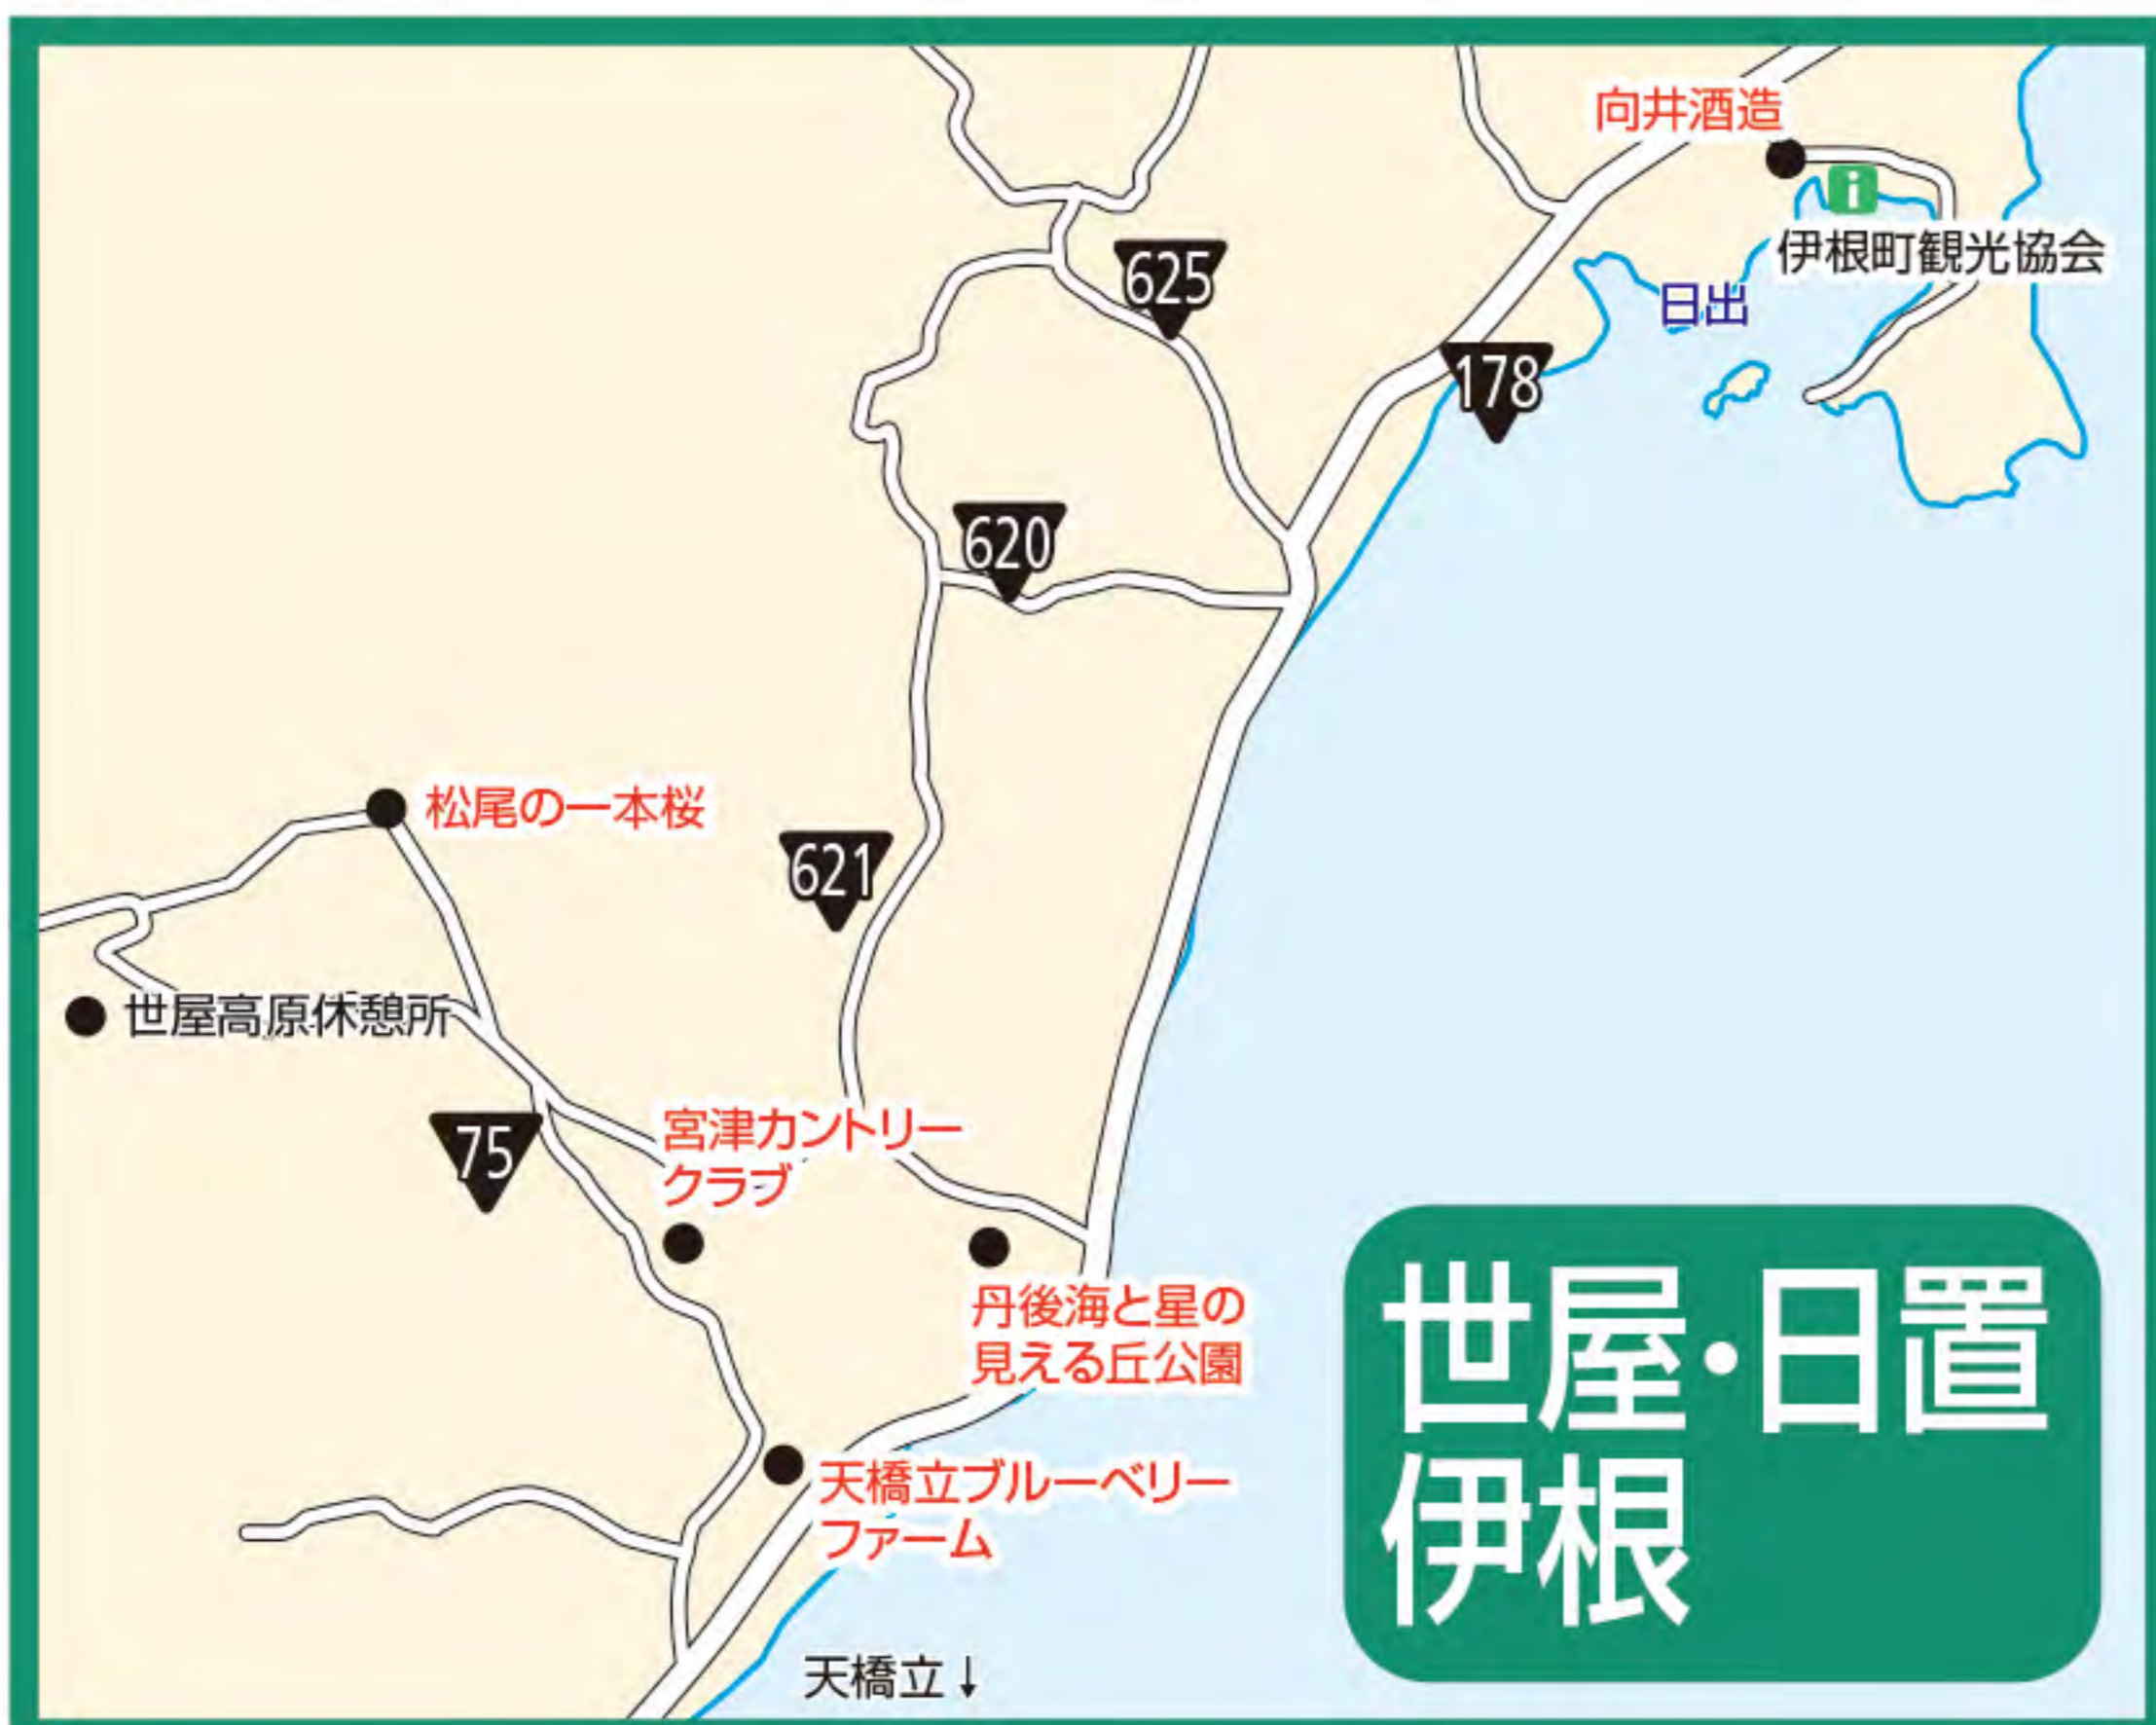 向井酒造
i
伊根町観光協会
日出
625
178
620
松尾の一本桜
621
世屋高原休憩所
宮津カントリー
クラブ
75
丹後海と星の
見える丘公園
天橋立ブルーベリー
ファーム
天橋立↓
世屋・日置
伊根